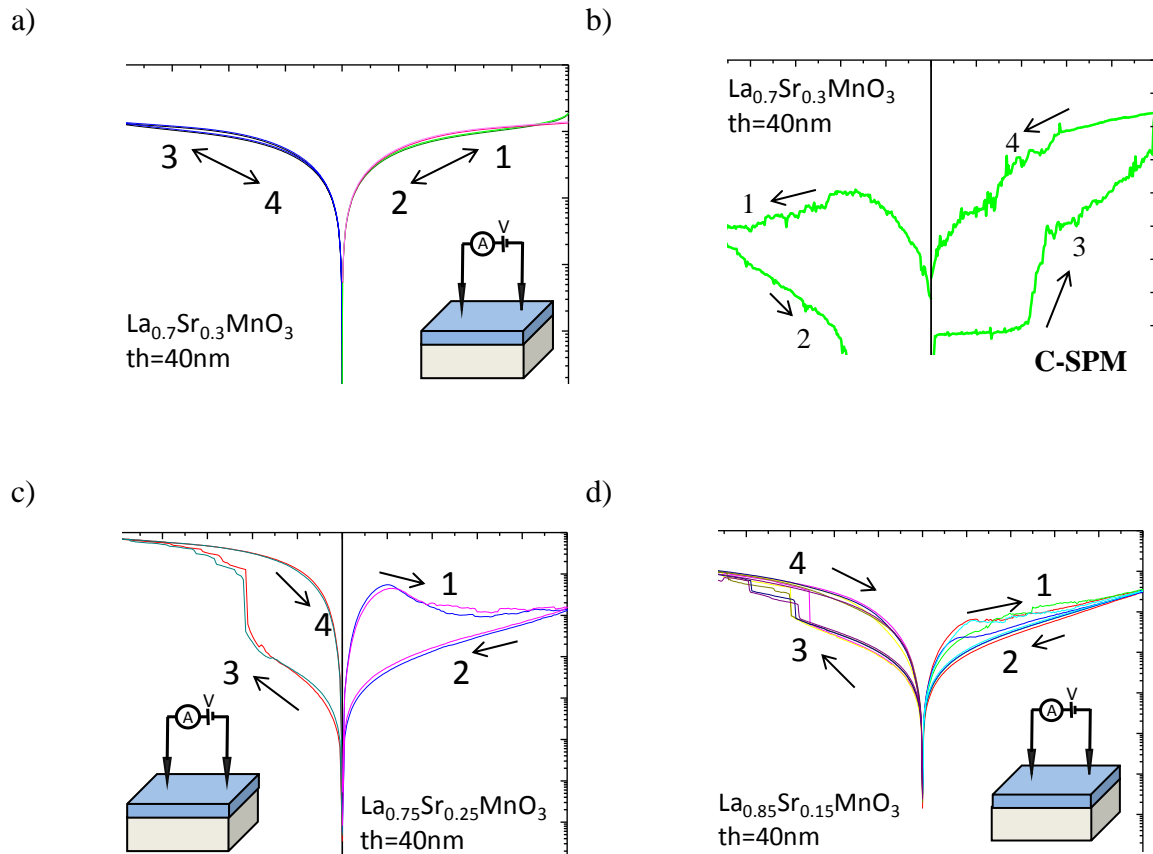 a)
b)
3
4
1
2
A
V
La0.7Sr0.3MnO3
th=40nm
La0.7Sr0.3MnO3
th=40nm
1
2
4
3
C-SPM
c)
d)
1
2
3
4
A
V
La0.75Sr0.25MnO3
th=40nm
4
3
1
2
A
V
La0.85Sr0.15MnO3
th=40nm